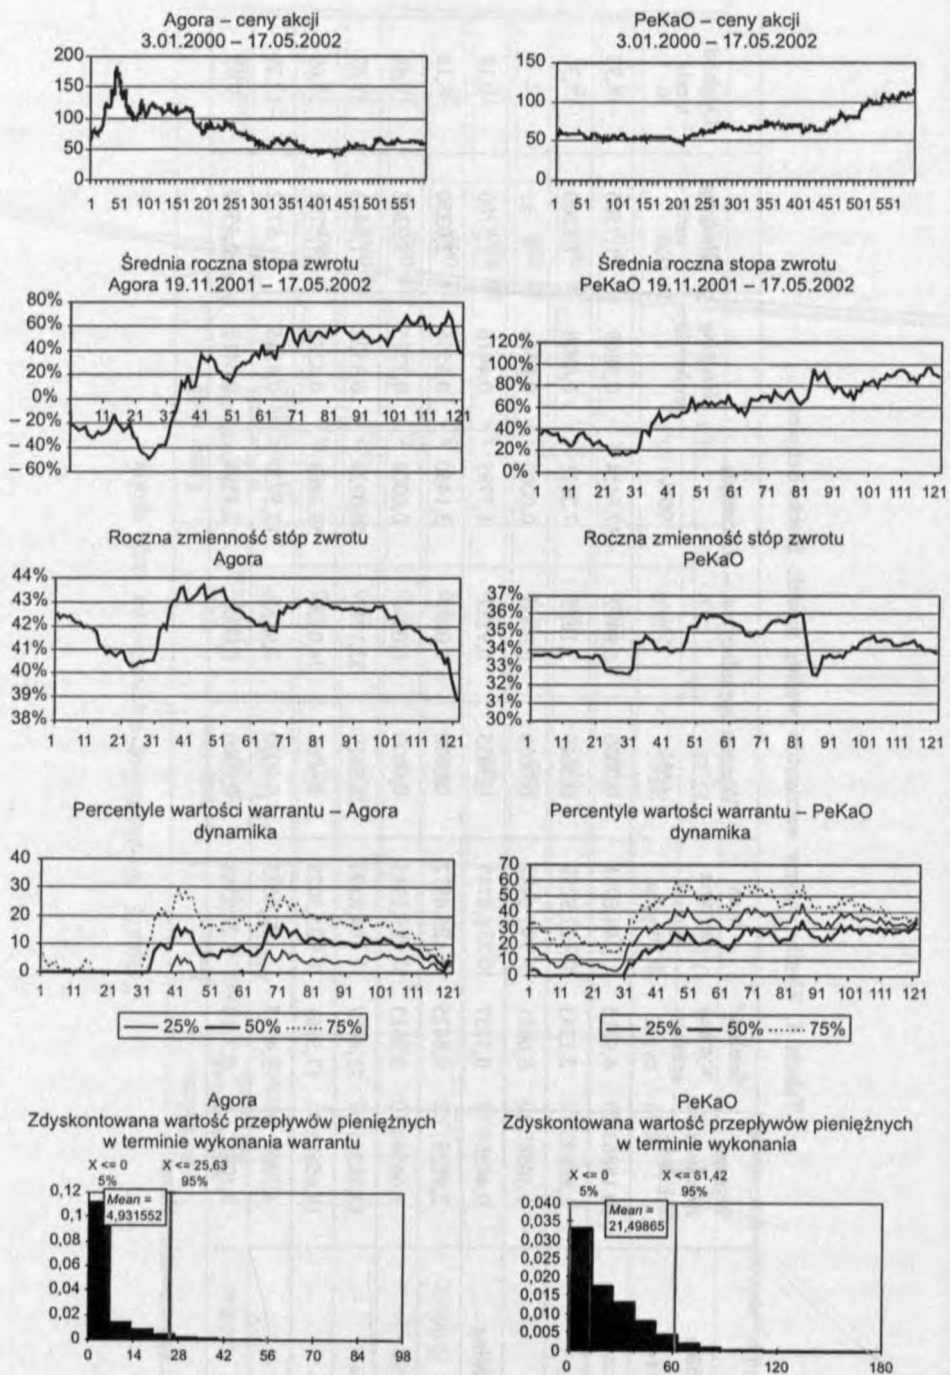 Agora – ceny akcji
3.01.2000 – 17.05.2002
200
150
100
50
0
1 51 101 151 201 251 301 351 401 451 501 551
PeKaO – ceny akcji
3.01.2000 – 17.05.2002
150
100
50
0
1 51 101 151 201 251 301 351 401 451 501 551
Średnia roczna stopa zwrotu
Agora 19.11.2001 – 17.05.2002
80%
60%
40%
20%
0%
– 20%
– 40%
– 60%
1 11 21 31 41 51 61 71 81 91 101 111 121
Średnia roczna stopa zwrotu
PeKaO 19.11.2001 – 17.05.2002
120%
100%
80%
60%
40%
20%
0%
1 11 21 31 41 51 61 71 81 91 101 111 121
Roczna zmienność stóp zwrotu
Agora
44%
43%
42%
41%
40%
39%
38%
1 11 21 31 41 51 61 71 81 91 101 111 121
Roczna zmienność stóp zwrotu
PeKaO
37%
36%
35%
34%
33%
32%
31%
30%
1 11 21 31 41 51 61 71 81 91 101 111 121
Percentyle wartości warrantu – Agora
dynamika
40
30
20
10
0
1 11 21 31 41 51 61 71 81 91 101 111 121
25% 50% 75%
Percentyle wartości warrantu – PeKaO
dynamika
70
60
50
40
30
20
10
0
1 11 21 31 41 51 61 71 81 91 101 111 121
25% 50% 75%
Agora
Zdyskontowana wartość przepływów pieniężnych
w terminie wykonania warrantu
X <= 0 X <= 25,63
5% 95%
Mean =
4,931552
0,12
0,1
0,08
0,06
0,04
0,02
0
0 14 28 56 70 84 98
PeKaO
Zdyskontowana wartość przepływów pieniężnych
w terminie wykonania
X <= 0 X <= 61,42
5% 95%
Mean =
21,49865
0,040
0,035
0,030
0,025
0,020
0,015
0,010
0,005
0
0 60 120 180